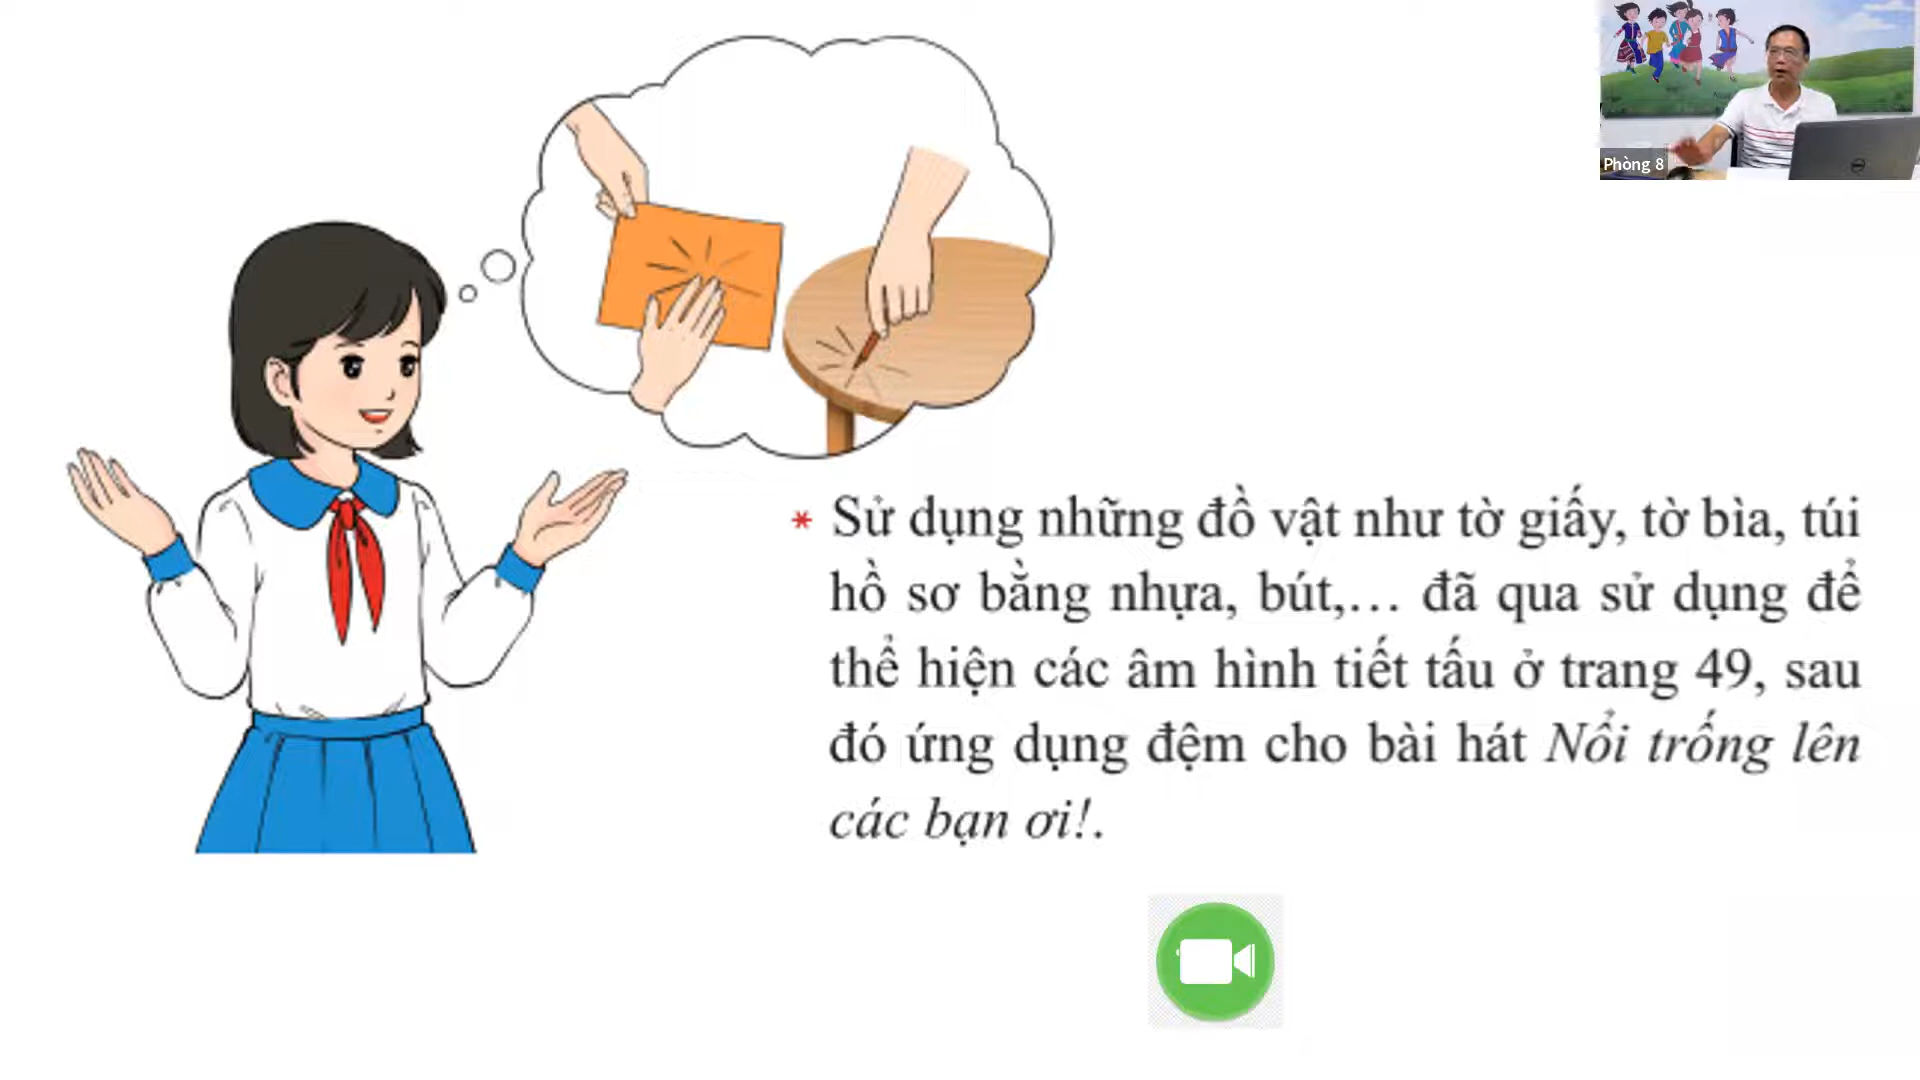 Phòng 8
* Sử dụng những đồ vật như tờ giấy, tờ bìa, túi
hồ sơ bằng nhựa, bút,… đã qua sử dụng để
thể hiện các âm hình tiết tấu ở trang 49, sau
đó ứng dụng đệm cho bài hát Nổi trống lên
các bạn ơi!.